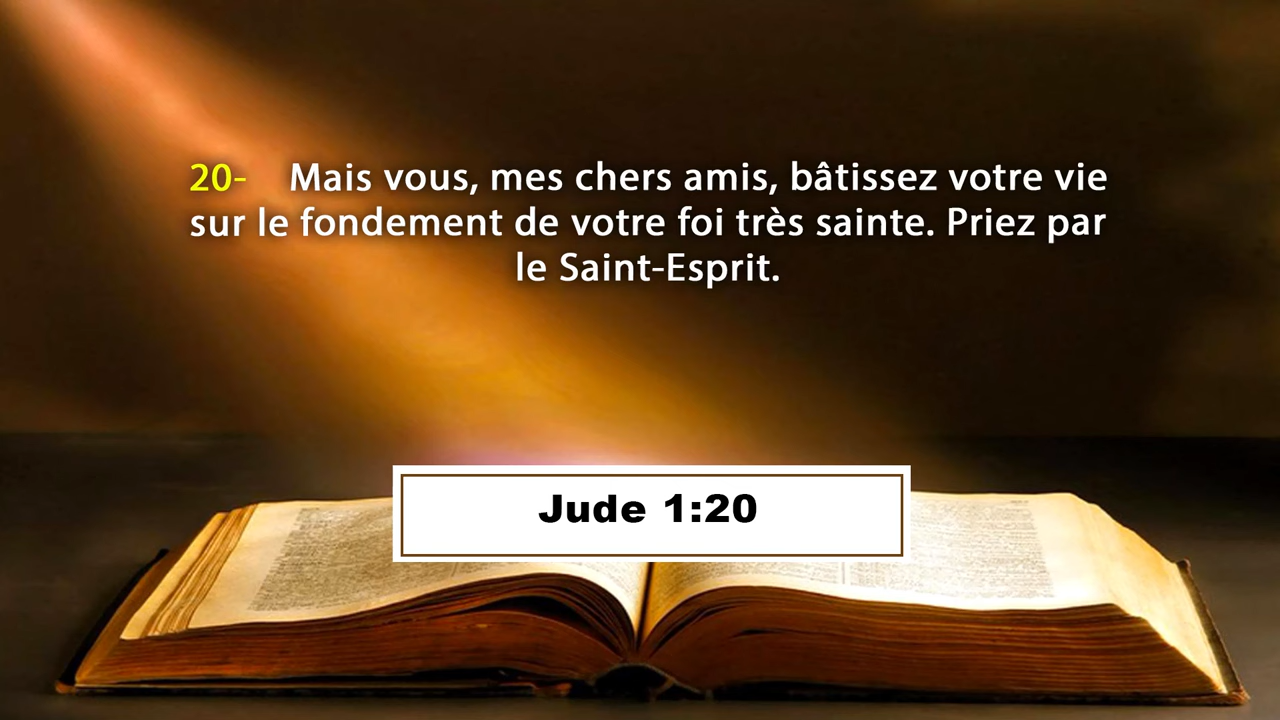 20- Mais vous, mes chers amis, bâtissez votre vie
sur le fondement de votre foi très sainte. Priez par
le Saint-Esprit.
Jude 1:20